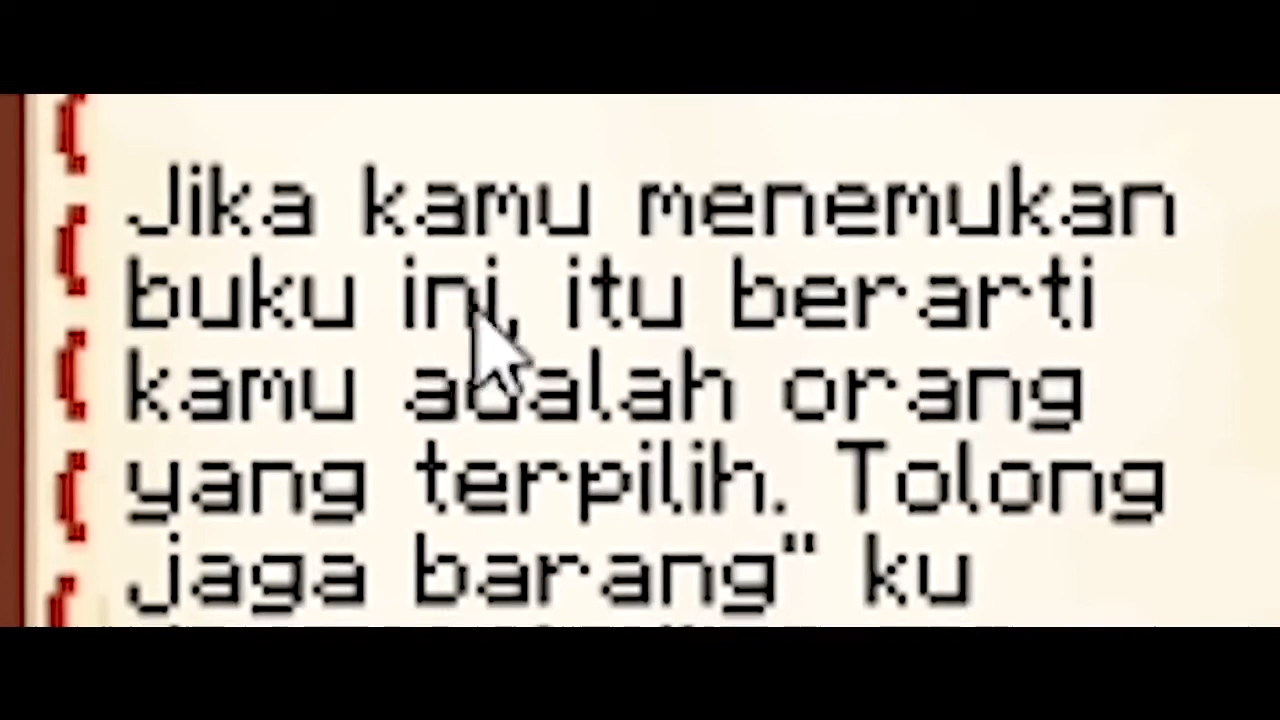 Jika kamu menemukan
buku ini, itu berarti
kamu adalah orang
yang terpilih. Tolong
jaga barang" ku